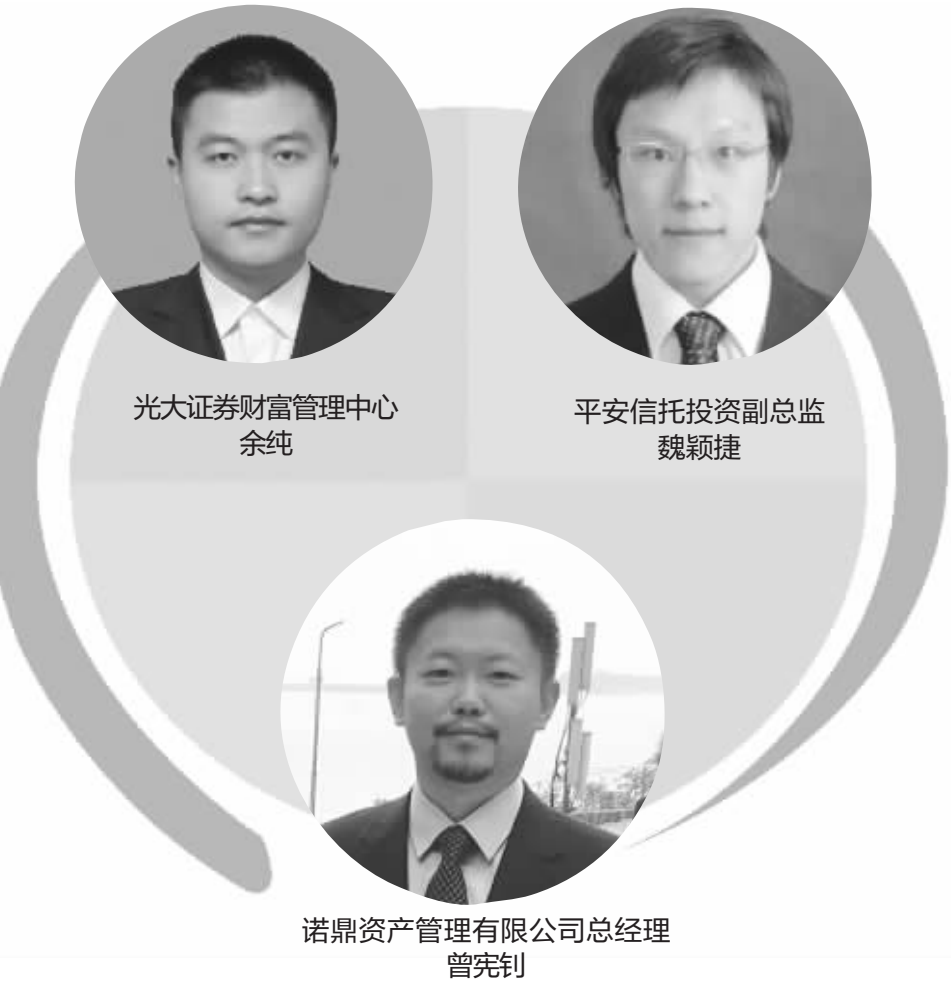 光大证券财富管理中心
余纯
平安信托投资副总监
魏颖捷
诺鼎资产管理有限公司总经理
曾宪钊